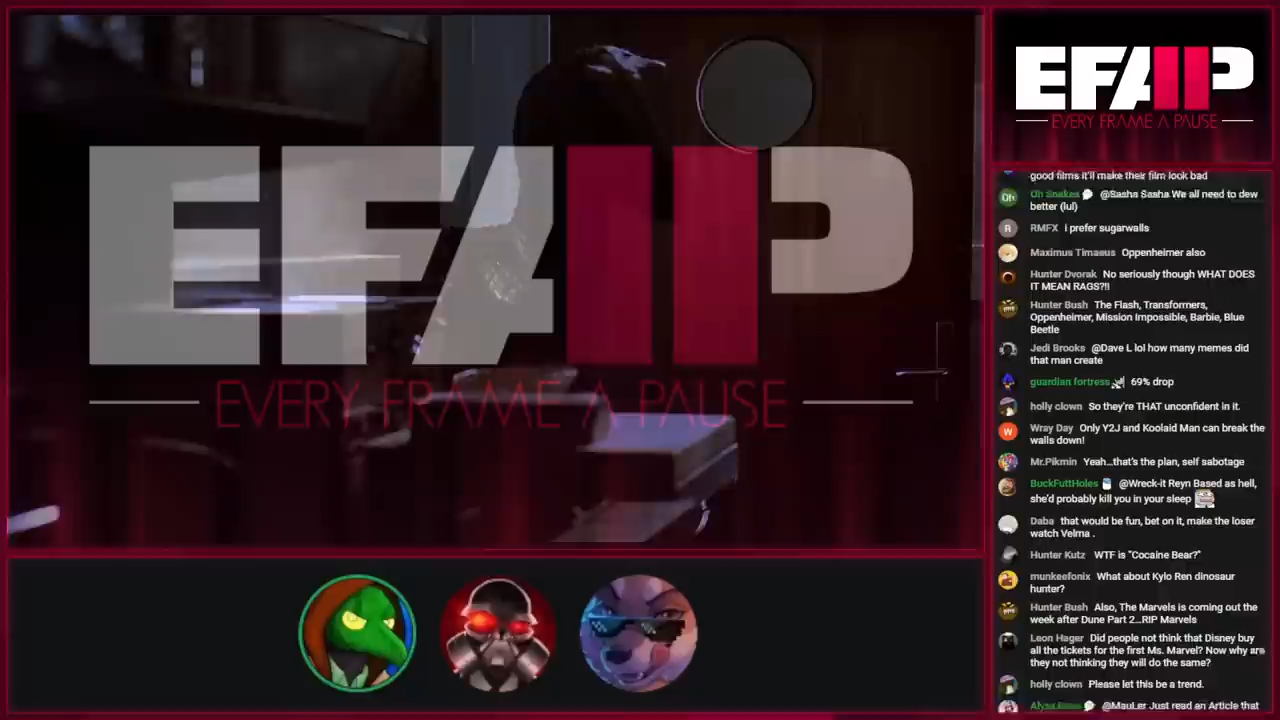 EFAP
EVERY FRAME A PAUSE
EFAP
EVERY FRAME A PAUSE
good films it'll make their film look bad
Oh Snakes @Sasha Sasha We all need to dew
better (lul)
R
RMFX i prefer sugarwalls
Maximus Timaeus Oppenheimer also
Hunter Dvorak No seriously though WHAT DOES
IT MEAN RAGS?!!
Hunter Bush The Flash, Transformers,
Oppenheimer, Mission Impossible, Barbie, Blue
Beetle
Jedi Brooks @Dave L lol how many memes did
that man create
guardian fortress 69% drop
holly clown So they're THAT unconfident in it.
W
Wray Day Only Y2J and Koolaid Man can break the
walls down!
Mr.Pikmin Yeah...that's the plan, self sabotage
BuckFuttHoles @Wreck-it Reyn Based as hell,
she'd probably kill you in your sleep
Daba that would be fun, bet on it, make the loser
watch Velma .
Hunter Kutz WTF is "Cocaine Bear?"
munkeefonix What about Kylo Ren dinosaur
hunter?
Hunter Bush Also, The Marvels is coming out the
week after Dune Part 2...RIP Marvels
Leon Hager Did people not think that Disney buy
all the tickets for the first Ms. Marvel? Now why are
they not thinking they will do the same?
holly clown Please let this be a trend.
@MauLer Just read an Article that